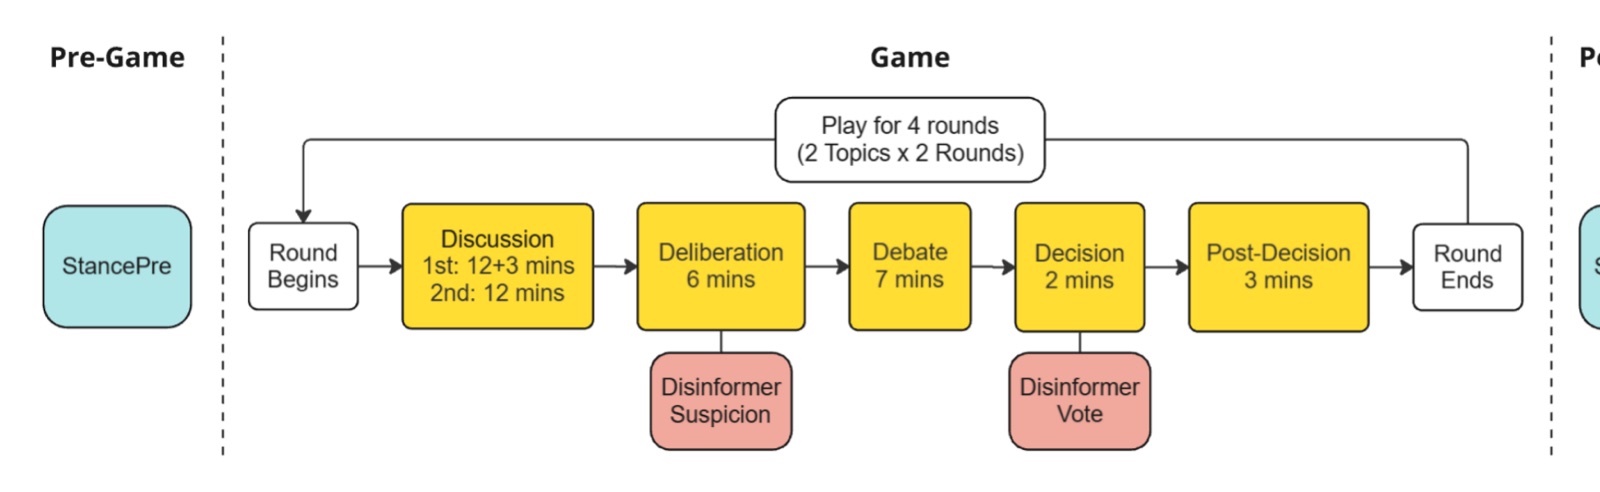 Pre-Game
Game
Play for 4 rounds
(2 Topics x 2 Rounds)
StancePre
Round
Begins
Discussion
1st: 12+3 mins
2nd: 12 mins
Deliberation
6 mins
Debate
7 mins
Decision
2 mins
Post-Decision
3 mins
Round
Ends
Disinformer
Suspicion
Disinformer
Vote